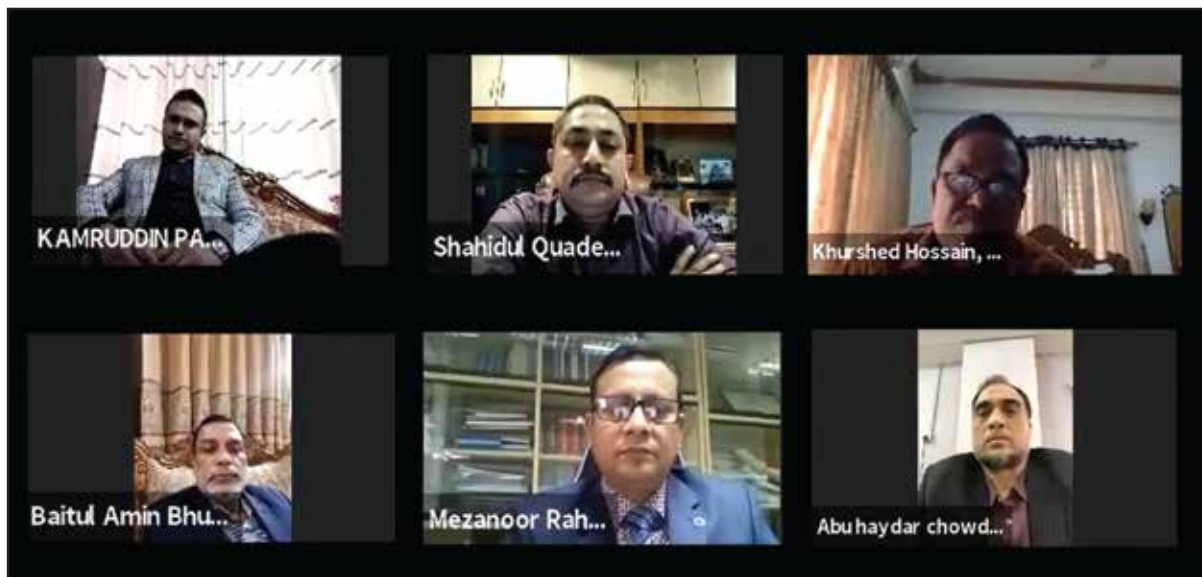 KAMRUDDIN PA...
Shahidul Quade...
Khurshed Hossain, ...
Baitul Amin Bhu...
Mezanoor Rah...
Abu haydar chowd...